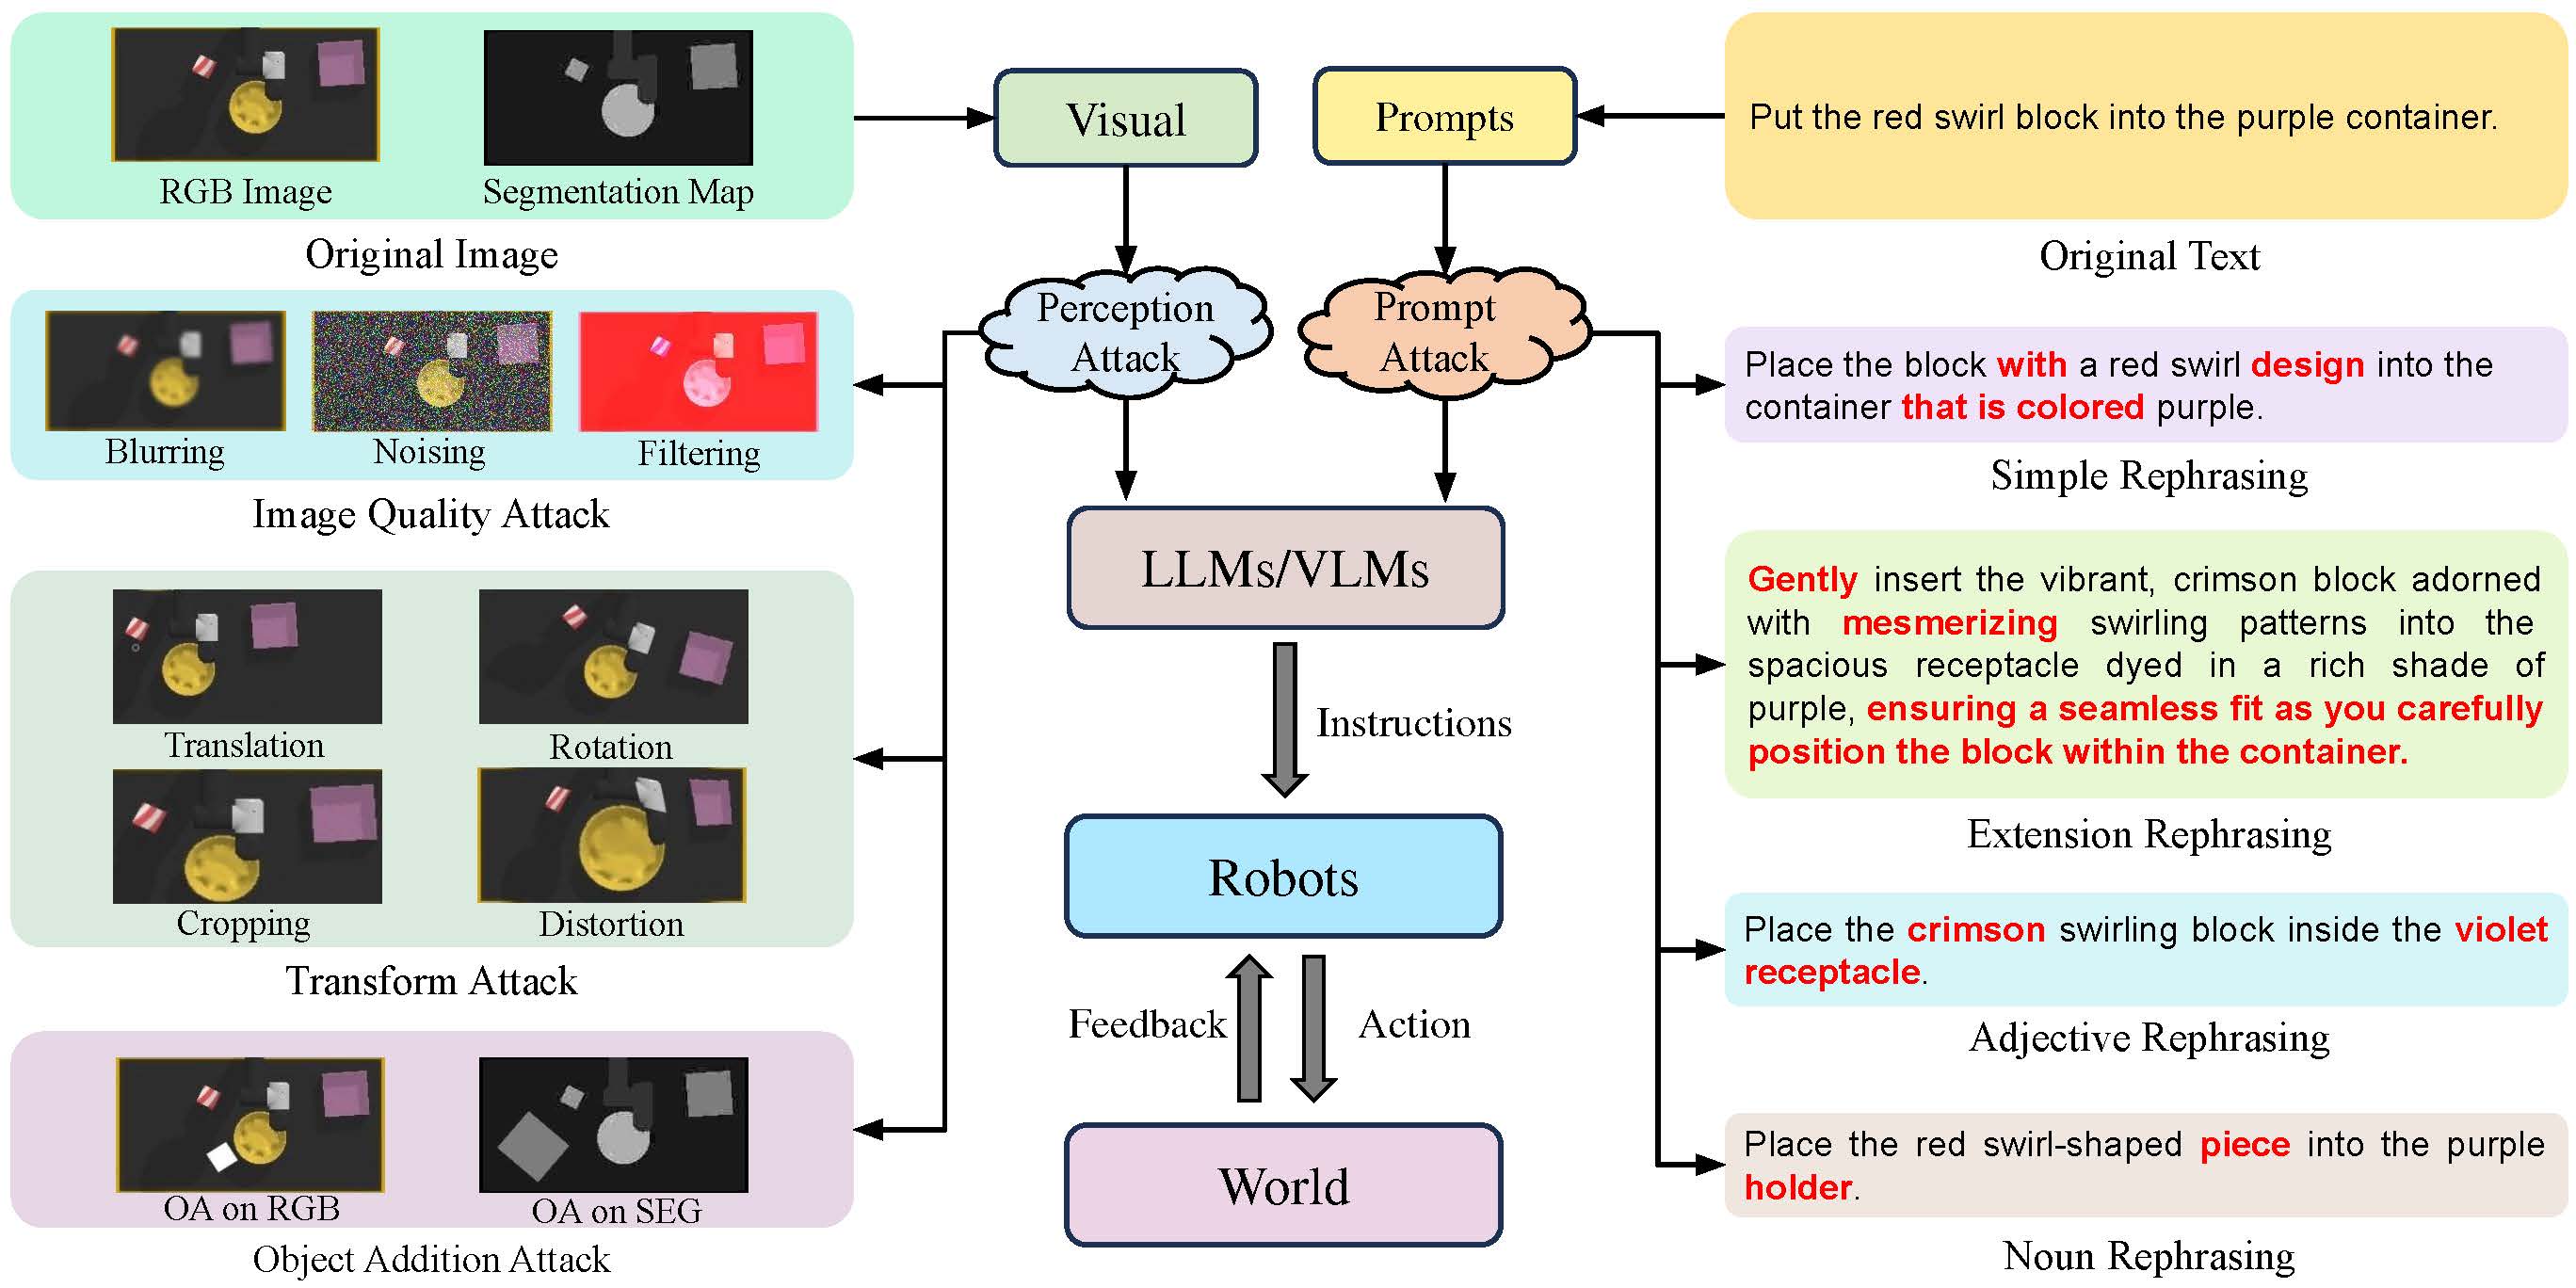 RGB Image
Segmentation Map
Original Image
Blurring
Noising
Filtering
Image Quality Attack
Translation
Rotation
Cropping
Distortion
Transform Attack
OA on RGB
OA on SEG
Object Addition Attack
Visual
Prompts
Perception
Attack
Prompt
Attack
LLMs/VLMs
Instructions
Robots
Feedback
Action
World
Put the red swirl block into the purple container.
Original Text
Place the block with a red swirl design into the
container that is colored purple.
Simple Rephrasing
Gently insert the vibrant, crimson block adorned
with mesmerizing swirling patterns into the
spacious receptacle dyed in a rich shade of
purple, ensuring a seamless fit as you carefully
position the block within the container.
Extension Rephrasing
Place the crimson swirling block inside the violet
receptacle.
Adjective Rephrasing
Place the red swirl-shaped piece into the purple
holder.
Noun Rephrasing